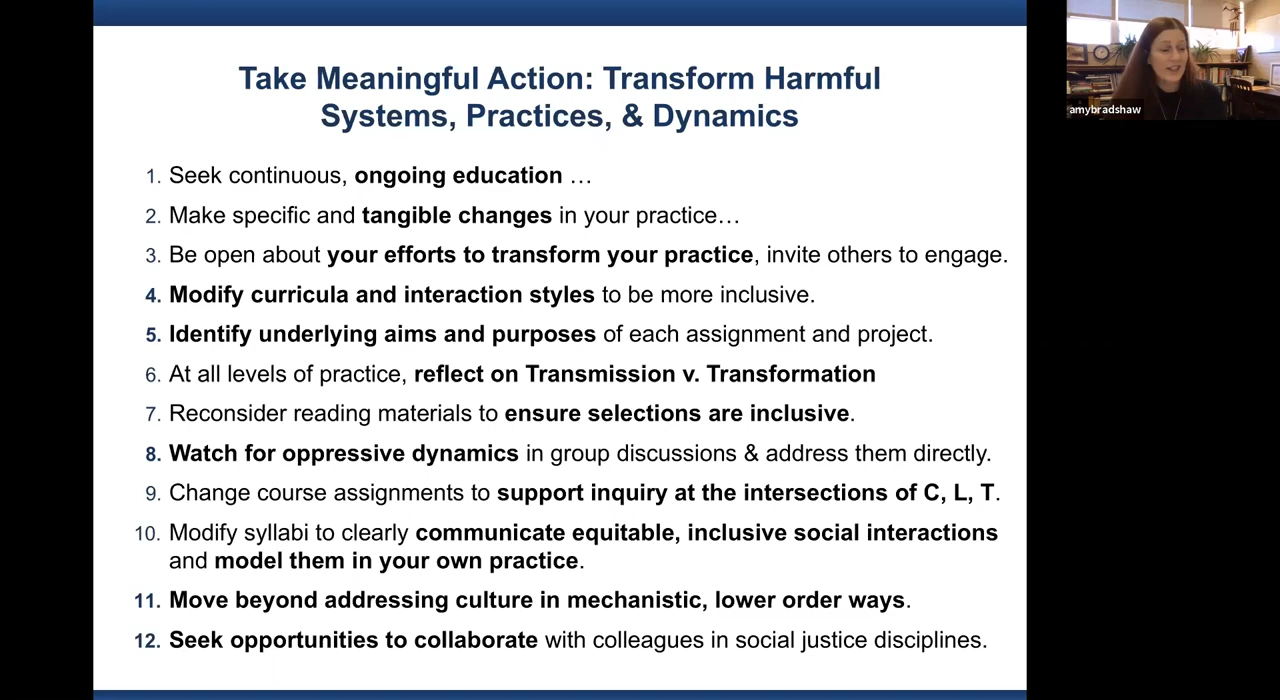 Take Meaningful Action: Transform Harmful
Systems, Practices, & Dynamics
amybradshaw
1. Seek continuous, ongoing education …
2. Make specific and tangible changes in your practice…
3. Be open about your efforts to transform your practice, invite others to engage.
4. Modify curricula and interaction styles to be more inclusive.
5. Identify underlying aims and purposes of each assignment and project.
6. At all levels of practice, reflect on Transmission v. Transformation
7. Reconsider reading materials to ensure selections are inclusive.
8. Watch for oppressive dynamics in group discussions & address them directly.
9. Change course assignments to support inquiry at the intersections of C, L, T.
10. Modify syllabi to clearly communicate equitable, inclusive social interactions
and model them in your own practice.
11. Move beyond addressing culture in mechanistic, lower order ways.
12. Seek opportunities to collaborate with colleagues in social justice disciplines.